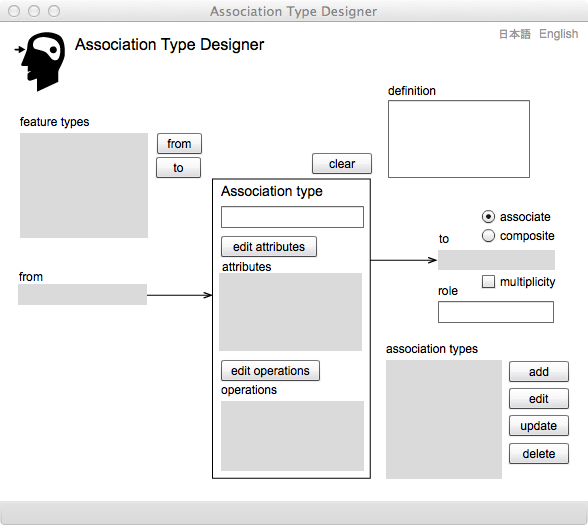 Association Type Designer
日本語 English
Association Type Designer
definition
feature types
from
to
clear
Association type
associate
composite
edit attributes
to
attributes
from
multiplicity
role
association types
edit operations
add
operations
edit
update
delete